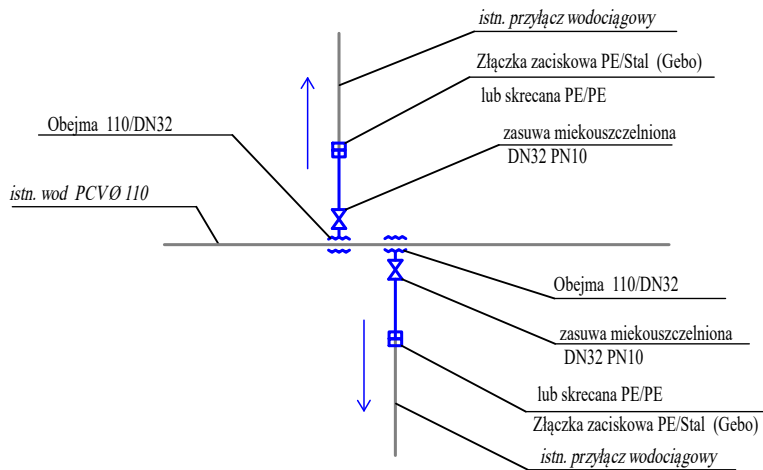 istn. przyłącz wodociągowy
Złączka zaciskowa PE/Stal (Gebo)
lub skrecana PE/PE
Obejma 110/DN32
zasuwa miekouszczelniona
DN32 PN10
istn. wod PCVØ 110
Obejma 110/DN32
zasuwa miekouszczelniona
DN32 PN10
lub skrecana PE/PE
Złączka zaciskowa PE/Stal (Gebo)
istn. przyłącz wodociągowy